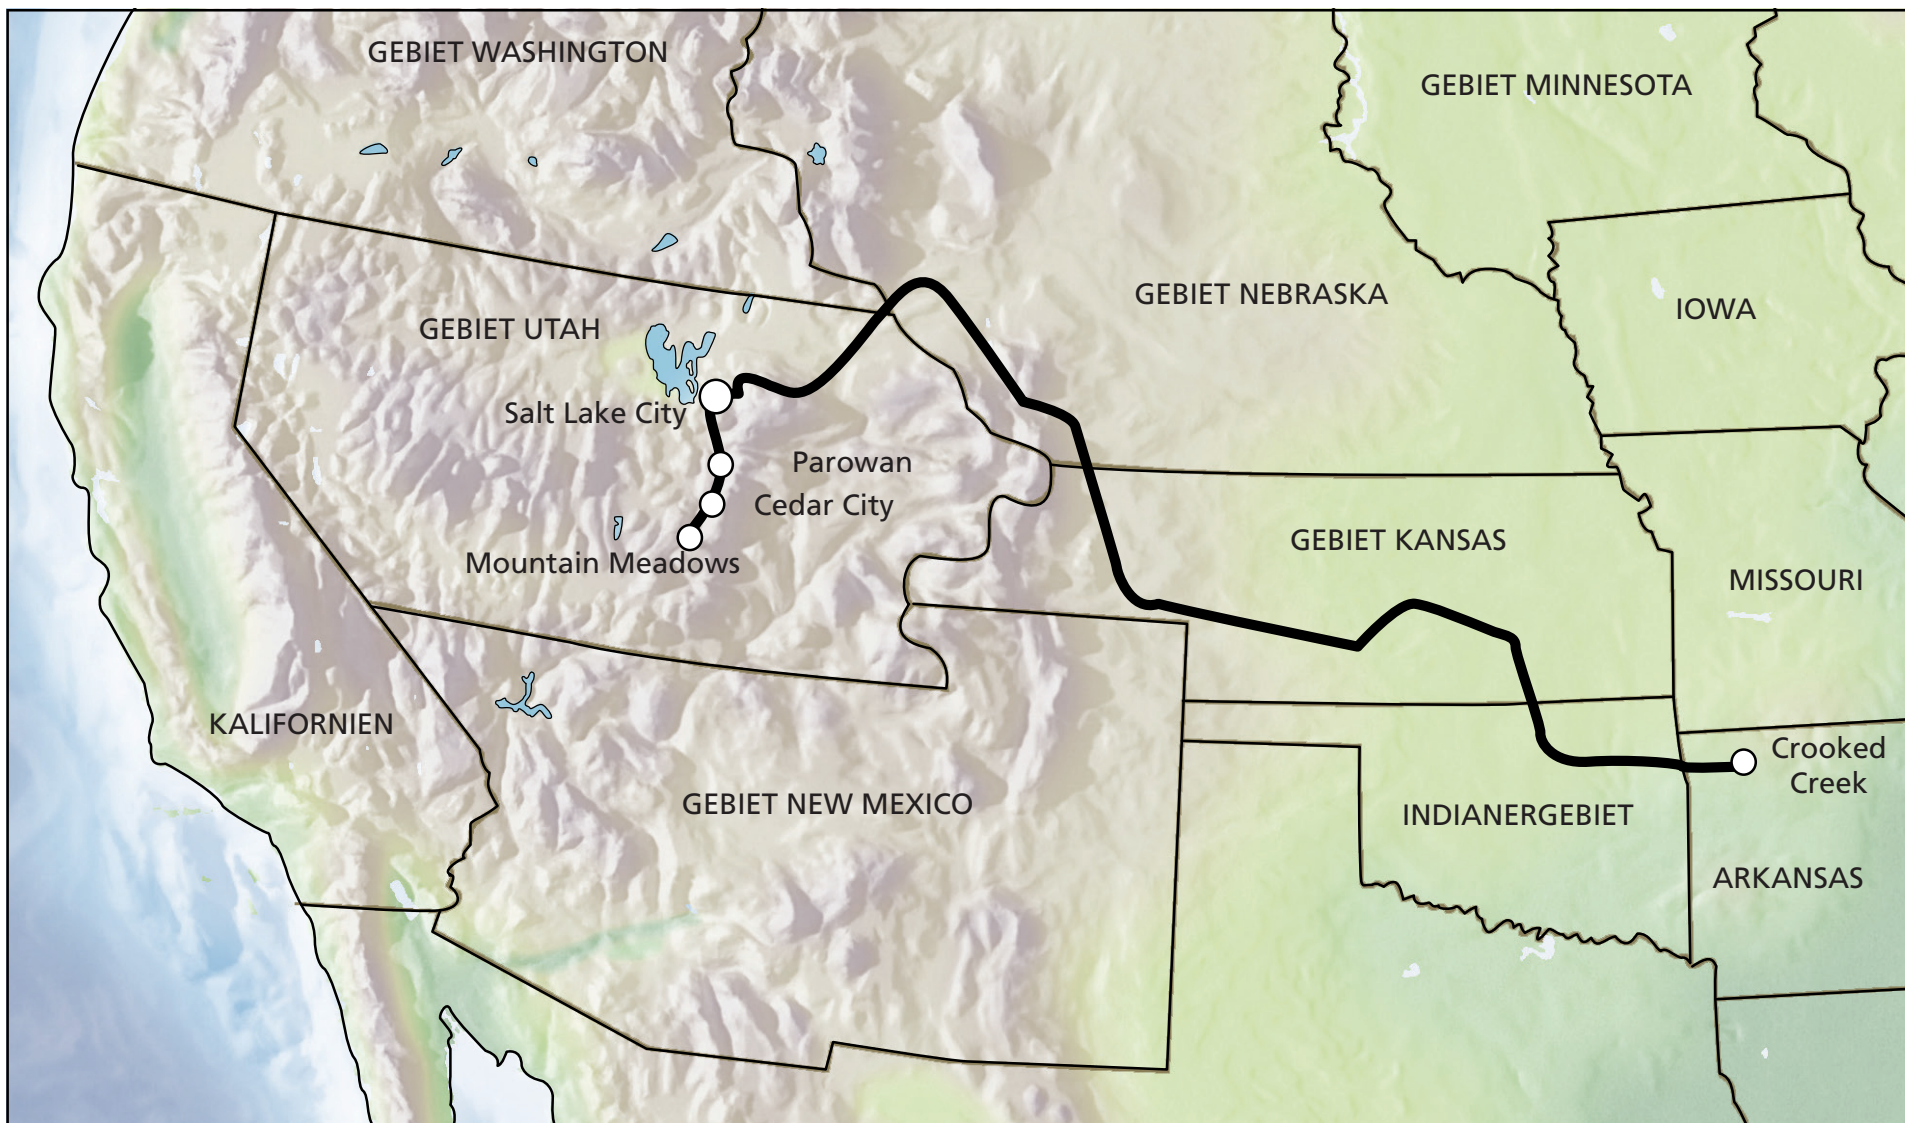 GEBIET WASHINGTON
GEBIET MINNESOTA
GEBIET NEBRASKA
IOWA
GEBIET UTAH
Salt Lake City
Parowan
Cedar City
Mountain Meadows
GEBIET KANSAS
MISSOURI
KALIFORNIEN
Crooked
Creek
GEBIET NEW MEXICO
INDIANERGEBIET
ARKANSAS